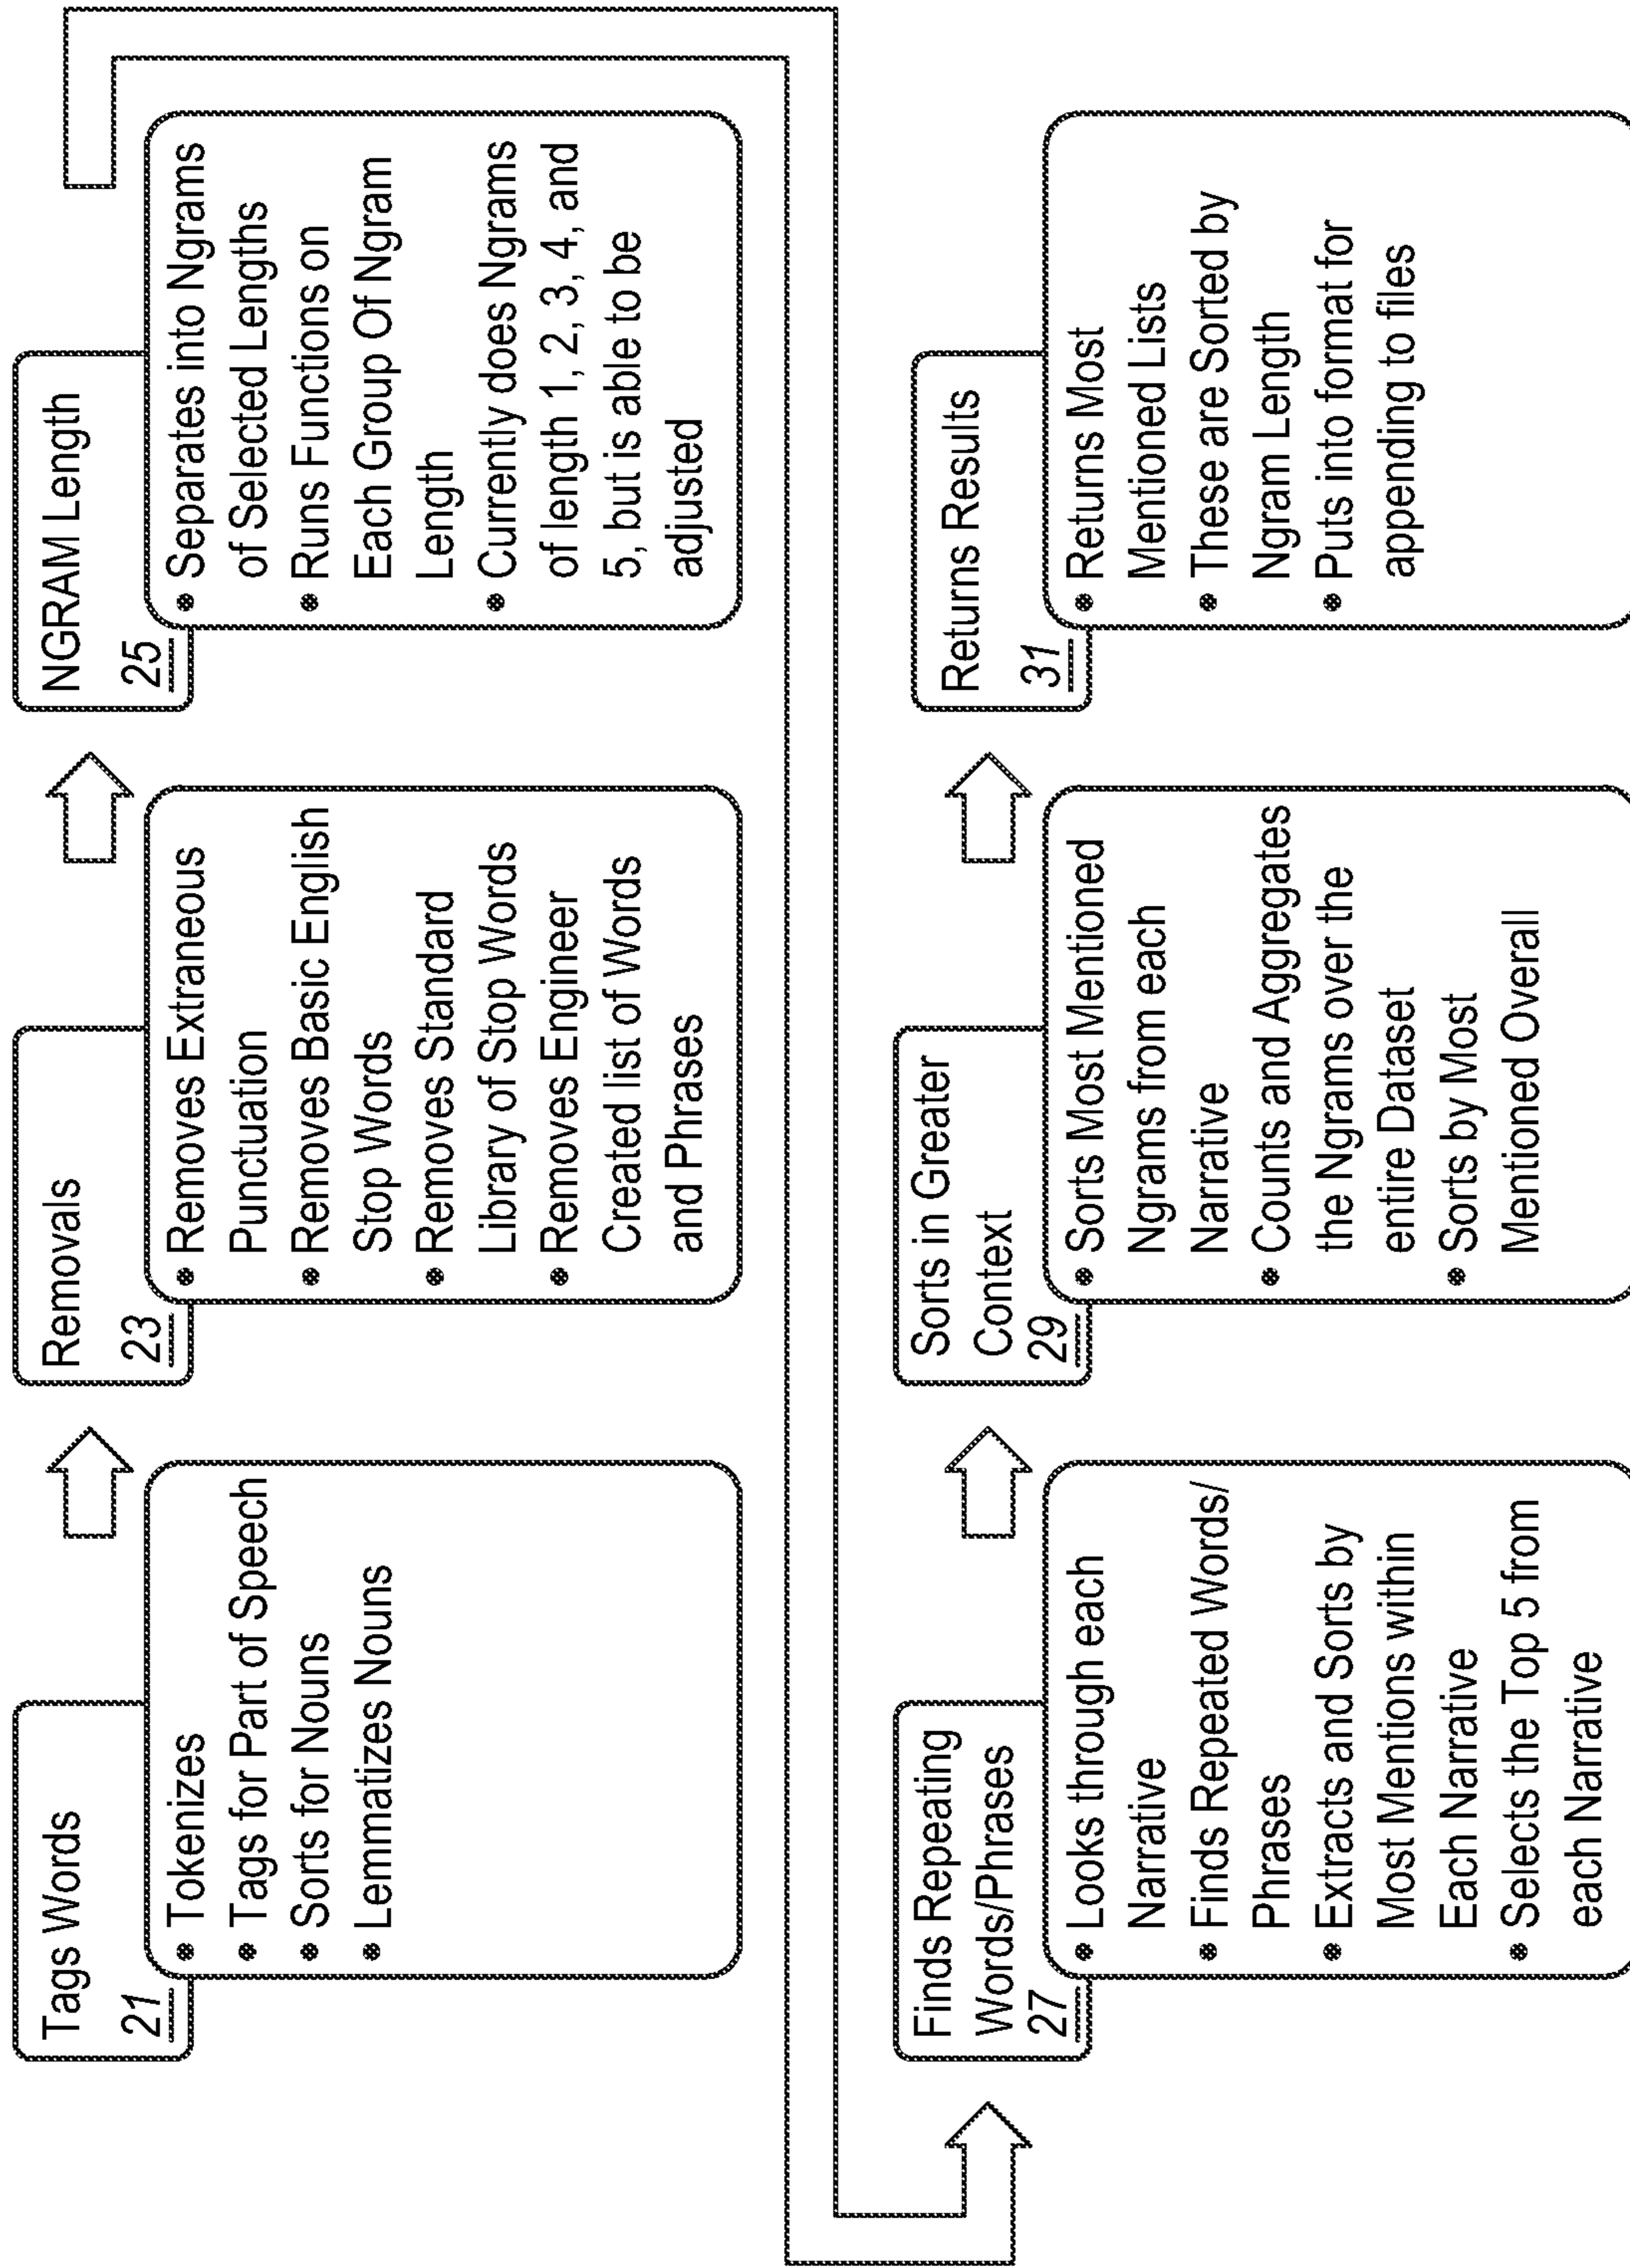 Tags Words
21
• Tokenizes
• Tags for Part of Speech
• Sorts for Nouns
• Lemmatizes Nouns
Removals
23
• Removes Extraneous
Punctuation
• Removes Basic English
Stop Words
• Removes Standard
Library of Stop Words
• Removes Engineer
Created list of Words
and Phrases
NGRAM Length
25
• Separates into Ngrams
of Selected Lengths
• Runs Functions on
Each Group Of Ngram
Length
• Currently does Ngrams
of length 1, 2, 3, 4, and
5, but is able to be
adjusted
Finds Repeating
Words/Phrases
27
• Looks through each
Narrative
• Finds Repeated Words/
Phrases
• Extracts and Sorts by
Most Mentions within
Each Narrative
• Selects the Top 5 from
each Narrative
Sorts in Greater
Context
29
• Sorts Most Mentioned
Ngrams from each
Narrative
• Counts and Aggregates
the Ngrams over the
entire Dataset
• Sorts by Most
Mentioned Overall
Returns Results
31
• Returns Most
Mentioned Lists
• These are Sorted by
Ngram Length
• Puts into format for
appending to files